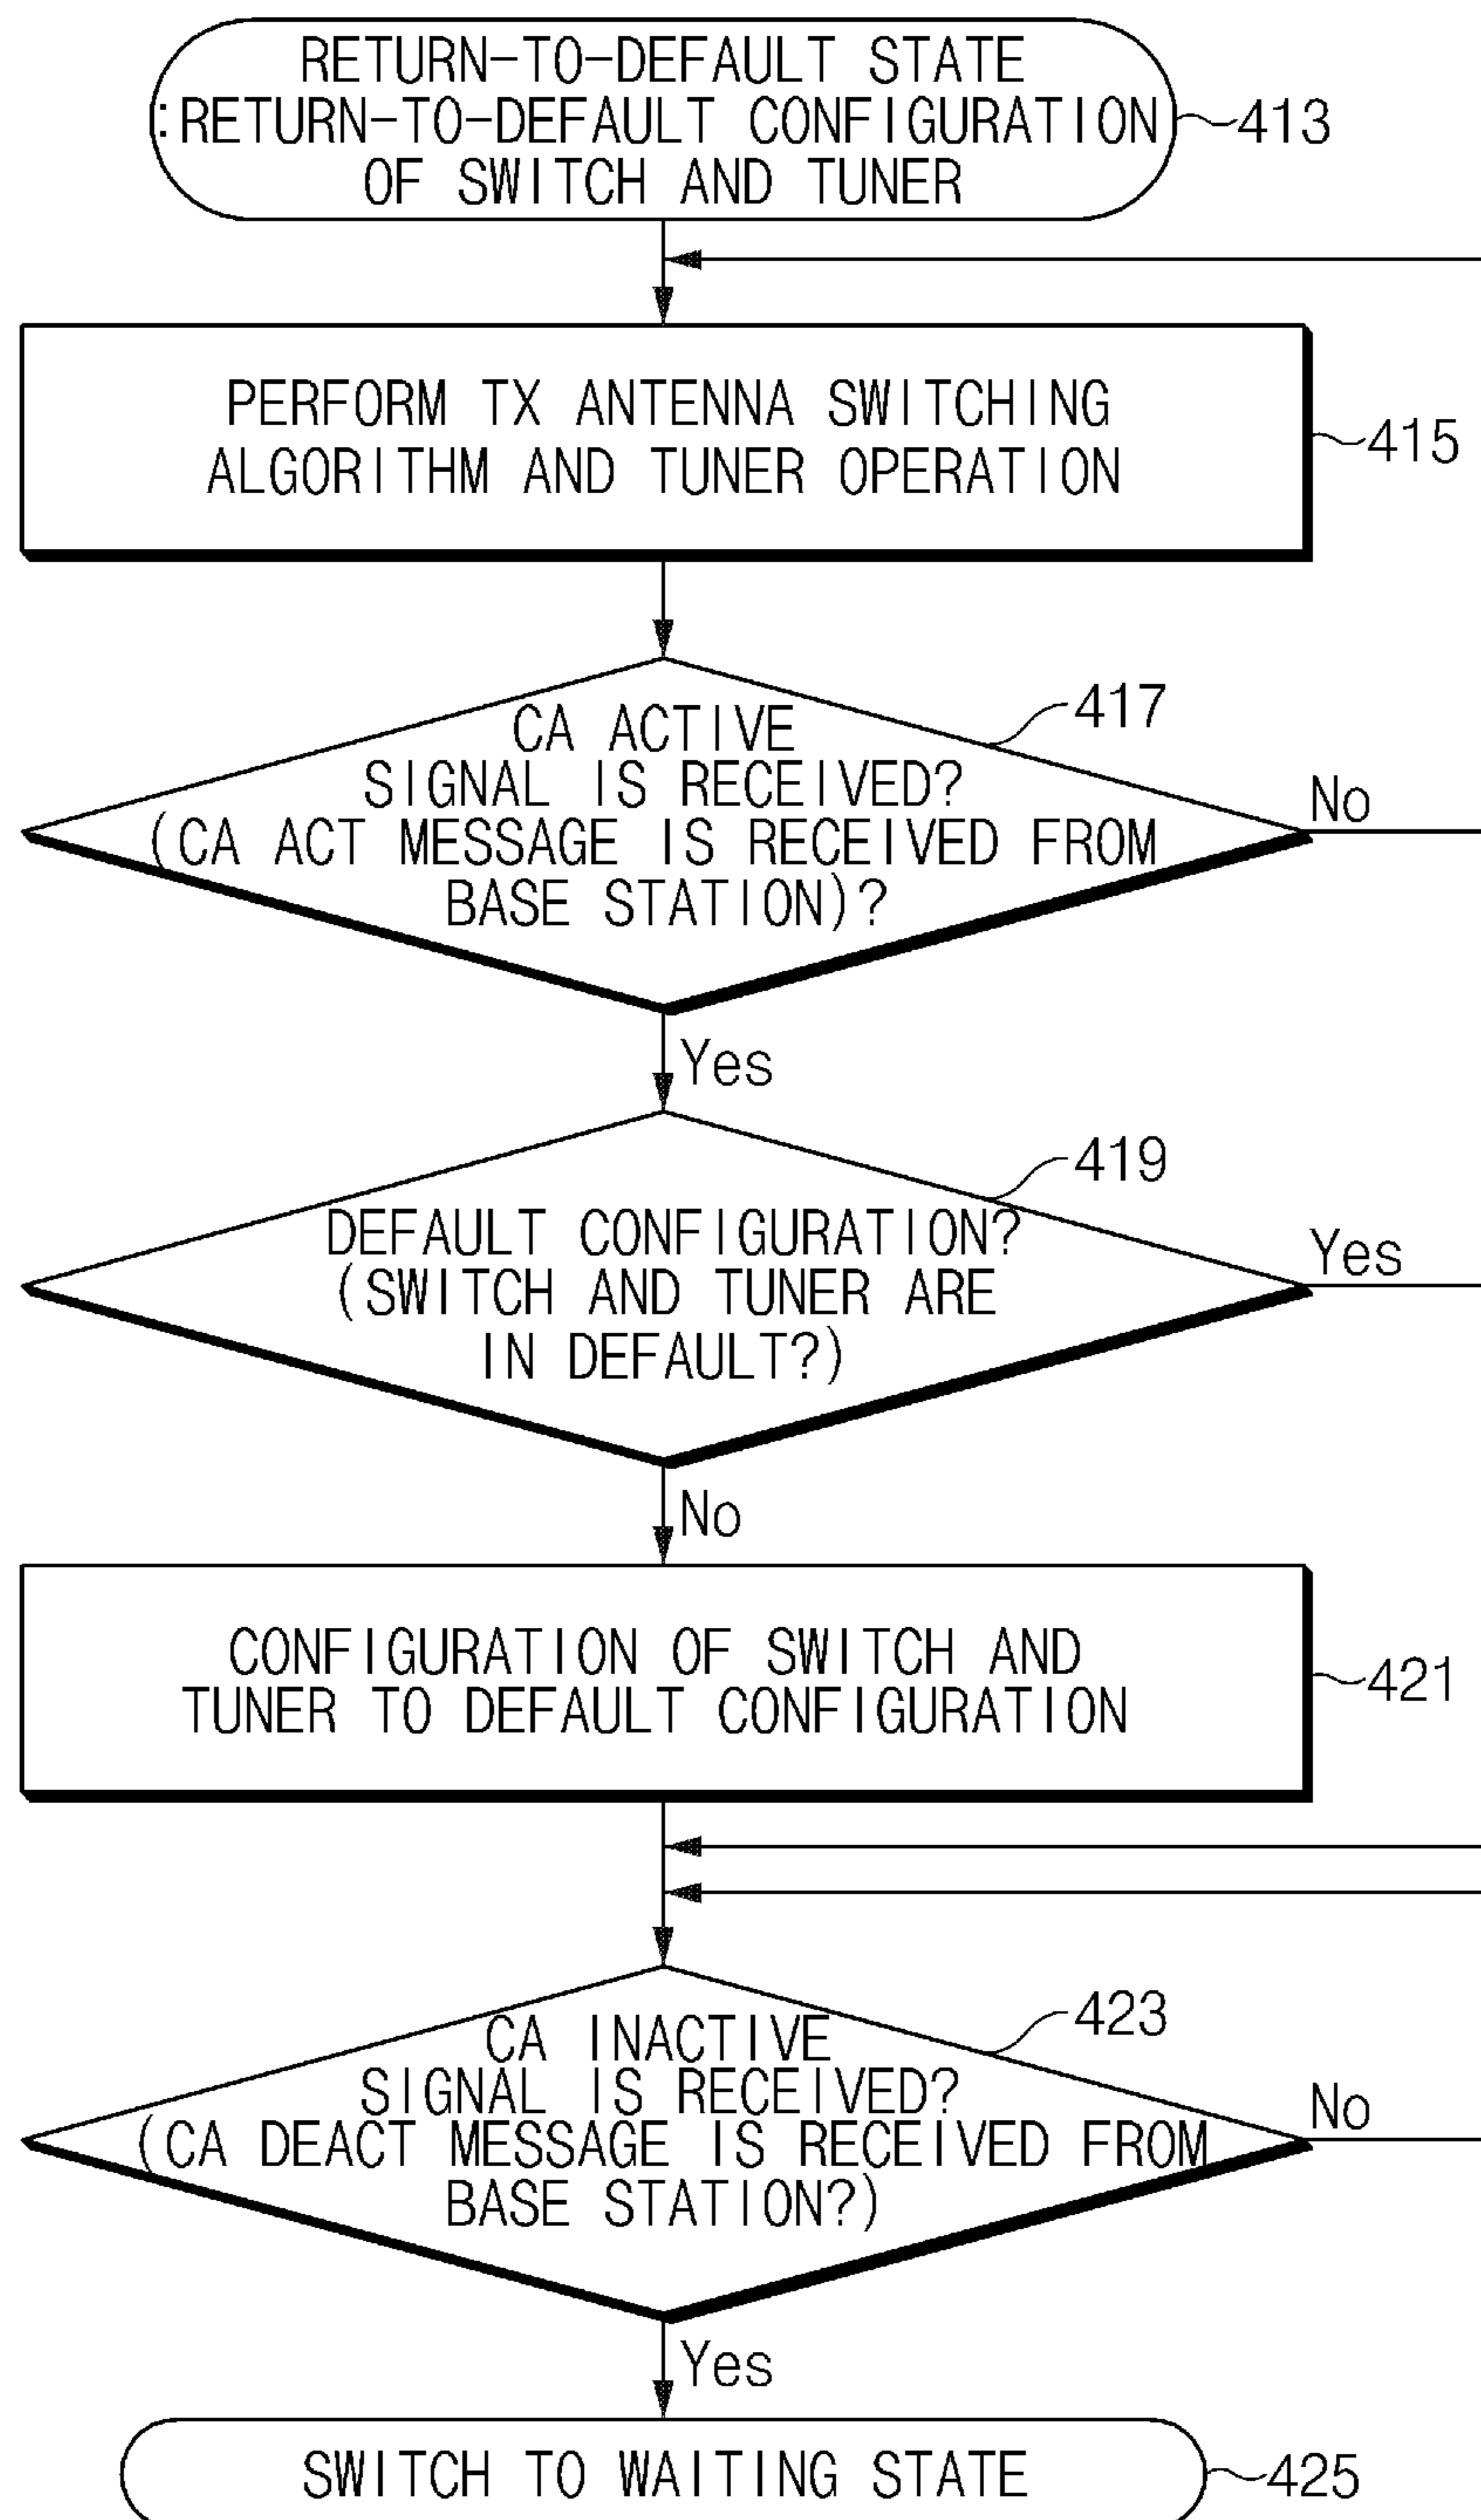 RETURN-TO-DEFAULT STATE
:RETURN-TO-DEFAULT CONFIGURATION
OF SWITCH AND TUNER
413
PERFORM TX ANTENNA SWITCHING
ALGORITHM AND TUNER OPERATION
415
417
CA ACTIVE
SIGNAL IS RECEIVED?
(CA ACT MESSAGE IS RECEIVED FROM
BASE STATION)?
No
Yes
419
DEFAULT CONFIGURATION?
(SWITCH AND TUNER ARE
IN DEFAULT?)
Yes
No
CONFIGURATION OF SWITCH AND
TUNER TO DEFAULT CONFIGURATION
421
423
CA INACTIVE
SIGNAL IS RECEIVED?
(CA DEACT MESSAGE IS RECEIVED FROM
BASE STATION?)
No
Yes
SWITCH TO WAITING STATE
425